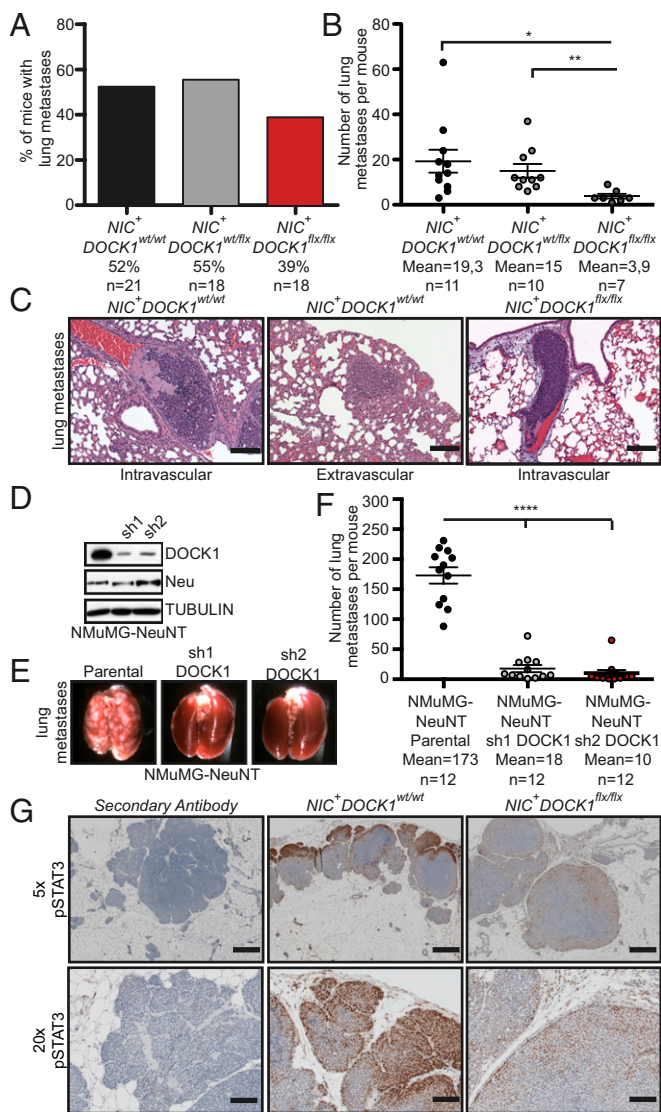 A
% of mice with
lung metastases
80
60
40
20
0
NIC+ NIC+ NIC+
DOCK1wt/wt DOCK1wt/flx DOCK1flx/flx
52% 55% 39%
n=21 n=18 n=18
B
Number of lung
metastases per mouse
80
60
40
20
0
*
**
NIC+ NIC+ NIC+
DOCK1wt/wt DOCK1wt/flx DOCK1flx/flx
Mean=19,3 Mean=15 Mean=3,9
n=11 n=10 n=7
C
NIC+DOCK1wt/wt NIC+DOCK1wt/wt NIC+DOCK1flx/flx
lung metastases
Intravascular Extravascular Intravascular
D
sh1 sh2
DOCK1
Neu
TUBULIN
NMuMG-NeuNT
E
sh1 sh2
Parental DOCK1 DOCK1
lung
metastases
NMuMG-NeuNT
F
Number of lung
metastases per mouse
300
250
200
150
100
50
0
****
NMuMG- NMuMG- NMuMG-
NeuNT NeuNT NeuNT
Parental sh1 DOCK1 sh2 DOCK1
Mean=173 Mean=18 Mean=10
n=12 n=12 n=12
G
Secondary Antibody NIC+DOCK1wt/wt NIC+DOCK1flx/flx
5x
pSTAT3
20x
pSTAT3